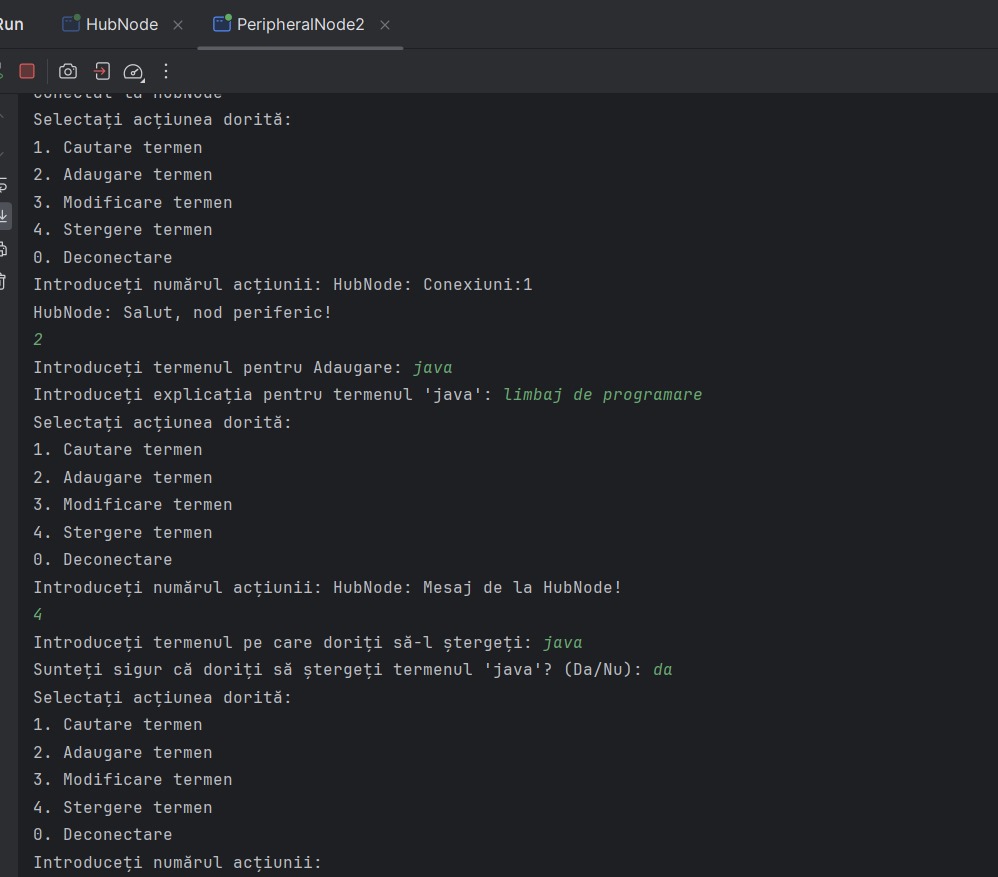 Run HubNode PeripheralNode2
Conectat la HubNode
Selectați acțiunea dorită:
1. Cautare termen
2. Adaugare termen
3. Modificare termen
4. Stergere termen
0. Deconectare
Introduceți numărul acțiunii: HubNode: Conexiuni:1
HubNode: Salut, nod periferic!
2
Introduceți termenul pentru Adaugare: java
Introduceți explicația pentru termenul 'java': limbaj de programare
Selectați acțiunea dorită:
1. Cautare termen
2. Adaugare termen
3. Modificare termen
4. Stergere termen
0. Deconectare
Introduceți numărul acțiunii: HubNode: Mesaj de la HubNode!
4
Introduceți termenul pe care doriți să-l ștergeți: java
Sunteți sigur că doriți să ștergeți termenul 'java'? (Da/Nu): da
Selectați acțiunea dorită:
1. Cautare termen
2. Adaugare termen
3. Modificare termen
4. Stergere termen
0. Deconectare
Introduceți numărul acțiunii: